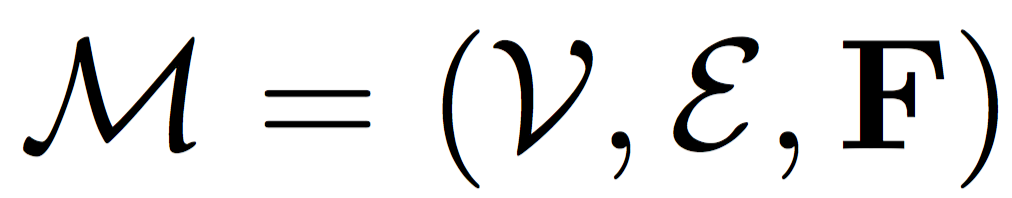 ℳ = (𝒱, ℰ, 𝐅)